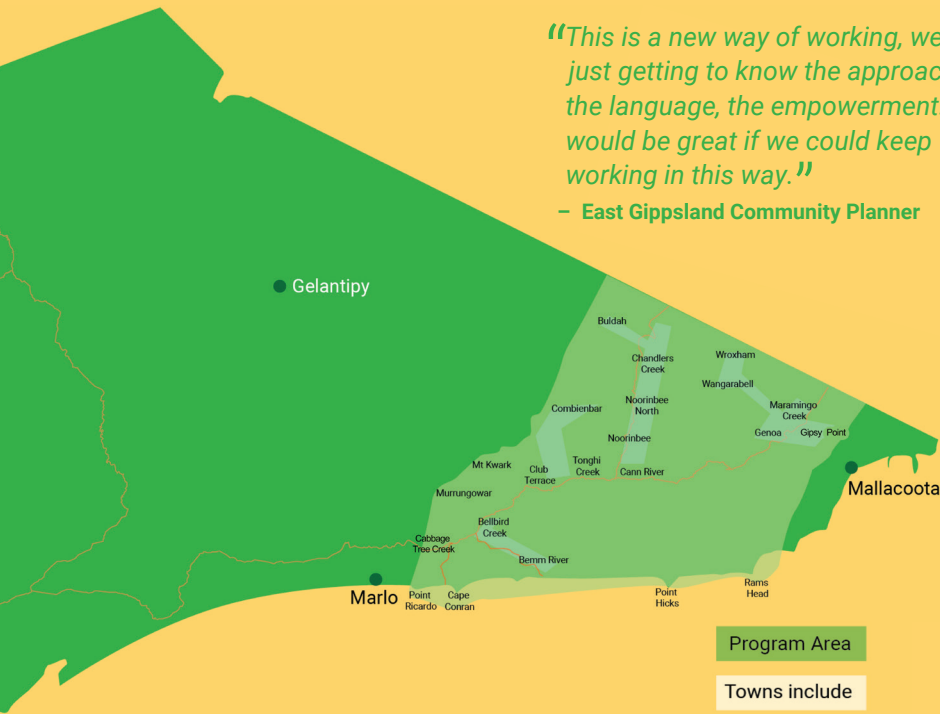 “This is a new way of working, we
just getting to know the approac
the language, the empowerment
would be great if we could keep
working in this way.”
– East Gippsland Community Planner
Gelantipy
Buldah
Chandlers
Creek
Wroxham
Wangarabell
Combienbar
Noorinbee
North
Maramingo
Creek
Noorinbee
Genoa
Gipsy Point
Mt Kwark
Club
Terrace
Tonghi
Creek
Cann River
Mallacoota
Murrungowar
Bellbird
Creek
Cabbage
Tree Creek
Bemm River
Marlo
Point
Ricardo
Cape
Conran
Point
Hicks
Rams
Head
Program Area
Towns include